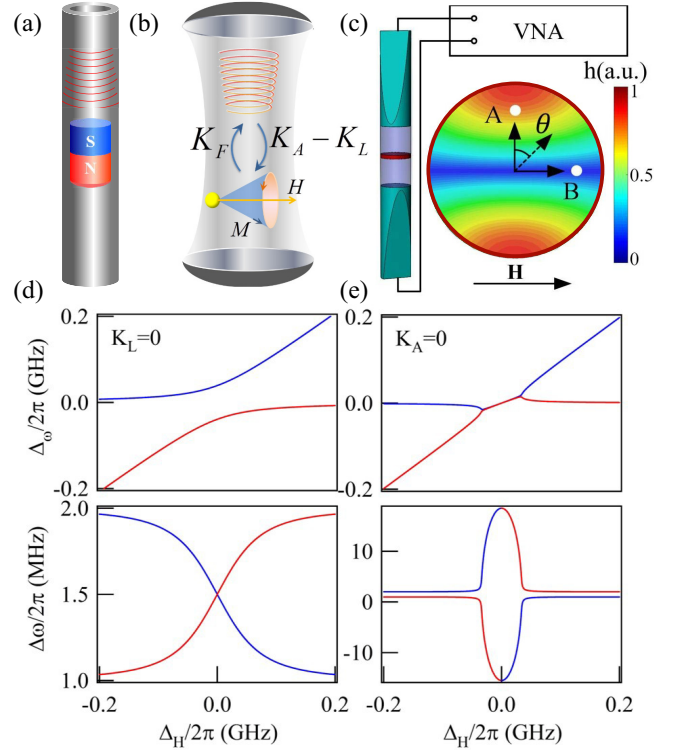 (a)
(b)
(c)
VNA
h(a.u.)
1
0.5
0
S
N
K_F
K_A − K_L
H
M
A
θ
B
H
(d)
(e)
K_L=0
K_A=0
Δ_ω/2π (GHz)
0.2
0.0
-0.2
0.2
0.0
-0.2
Δω/2π (MHz)
2.0
1.5
1.0
10
0
-10
-0.2
0.0
0.2
-0.2
0.0
0.2
Δ_H/2π (GHz)
Δ_H/2π (GHz)